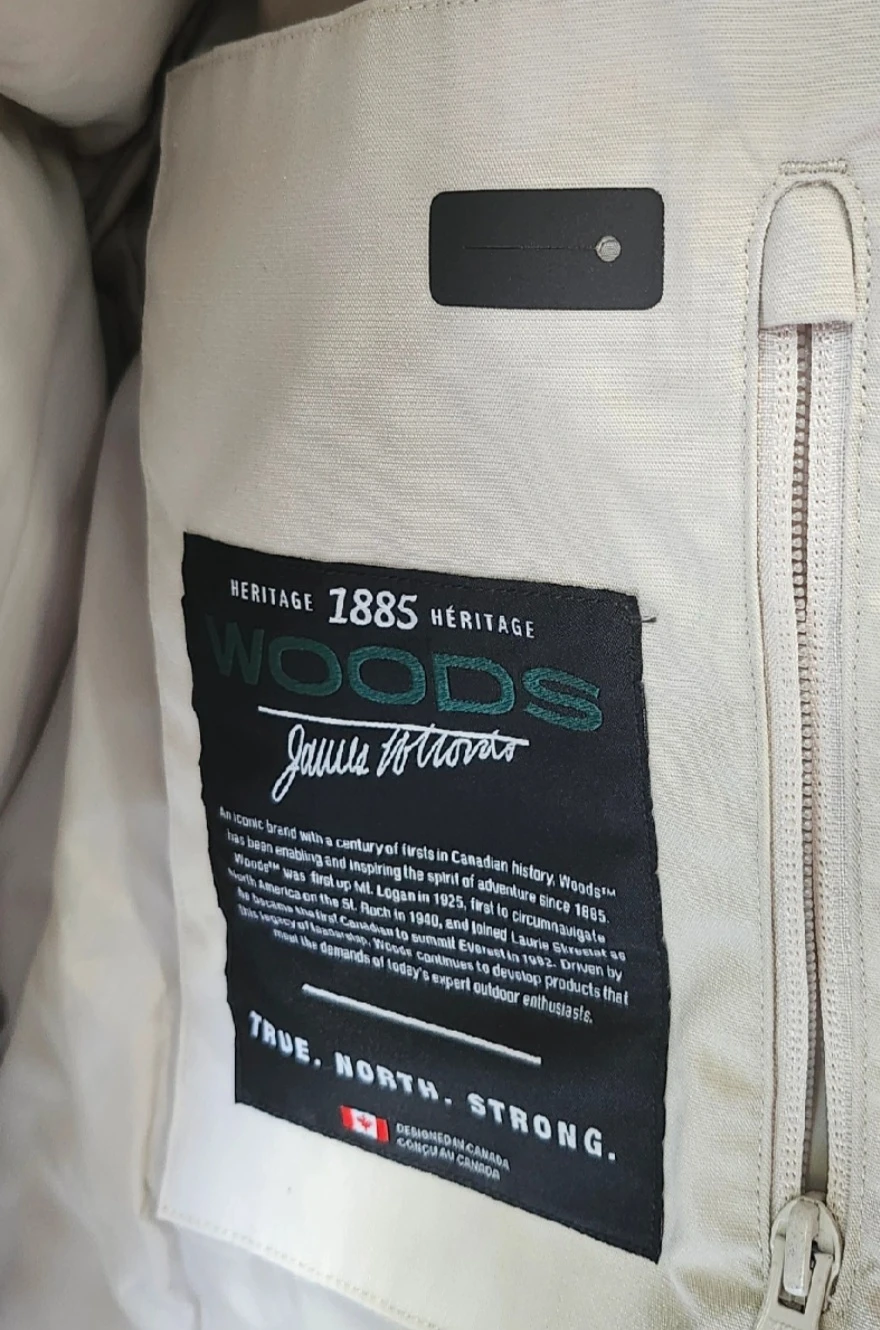 HERITAGE 1885 HÉRITAGE
WOODS
James Woods
An iconic brand with a century of firsts in Canadian history, Woods™
has been enabling and inspiring the spirit of adventure since 1885.
Woods™ was first up Mt. Logan in 1925, first to circumnavigate
North America on the St. Roch in 1940, and joined Laurie Skreslet as
he became the first Canadian to summit Everest in 1982. Driven by
this legacy of leadership, Woods continues to develop products that
meet the demands of today's expert outdoor enthusiasts.
TRUE. NORTH. STRONG.
DESIGNED IN CANADA
CONÇU AU CANADA